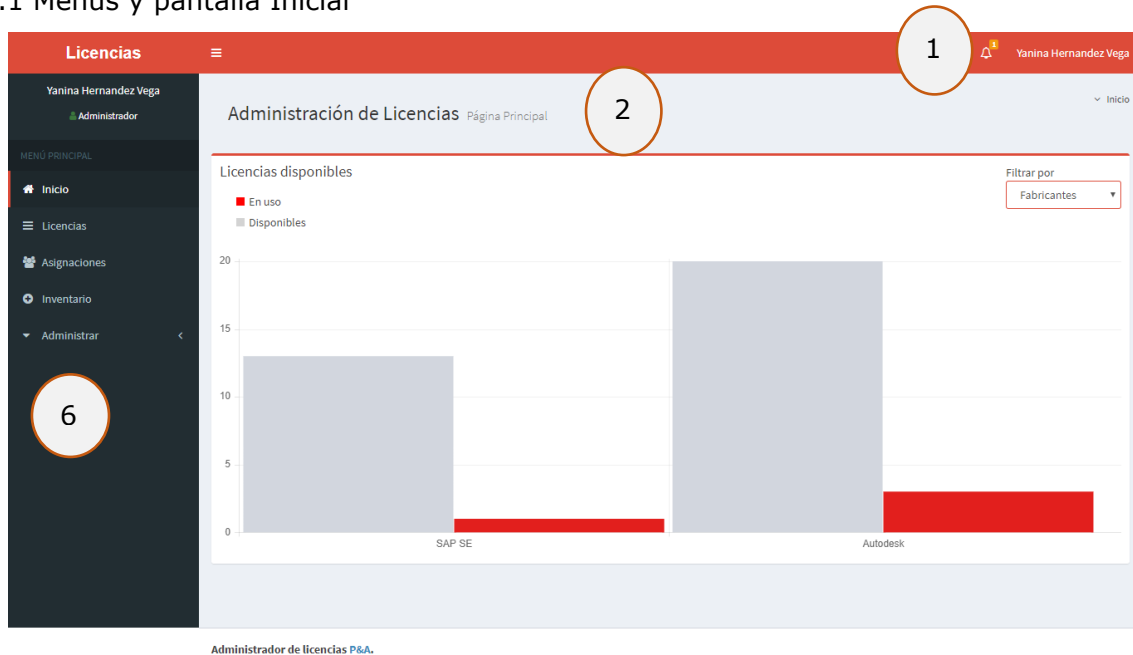 .1 Menús y pantalla Inicial
Licencias
1
1
Yanina Hernandez Vega
Yanina Hernandez Vega
Administrador
Administración de Licencias Página Principal
2
Inicio
MENÚ PRINCIPAL
Inicio
Licencias
Asignaciones
Inventario
Administrar
6
Licencias disponibles
Filtrar por
Fabricantes
En uso
Disponibles
20
15
10
5
0
SAP SE
Autodesk
Administrador de licencias P&A.